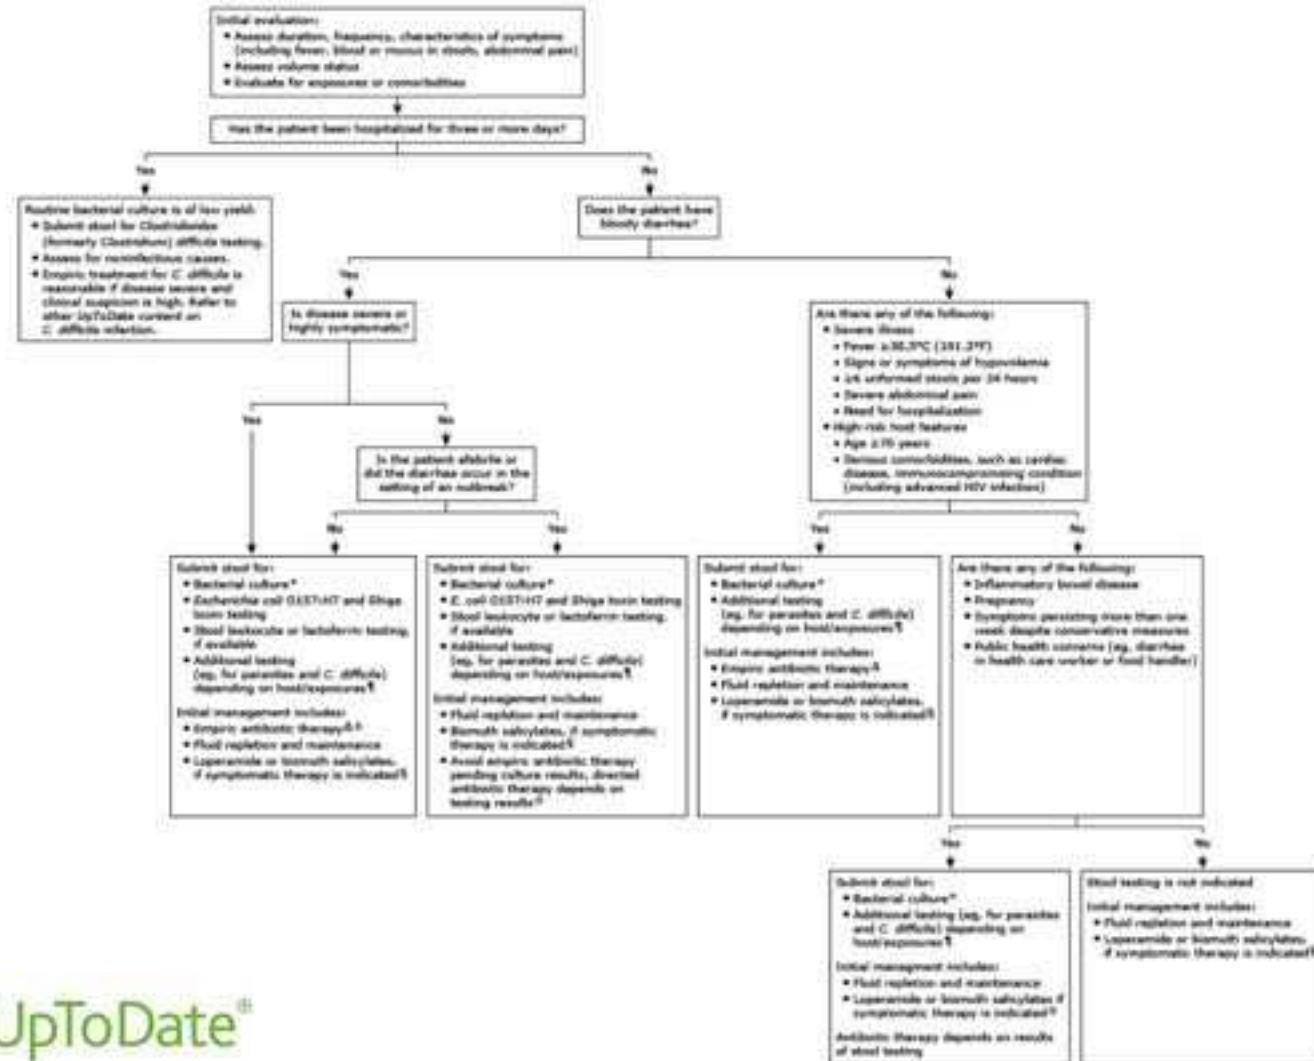 Initial evaluation:
• Assess duration, frequency, characteristics of symptoms
(including fever, blood or mucus in stools, abdominal pain)
• Assess volume status
• Evaluate for exposures or comorbidities
Has the patient been hospitalized for three or more days?
Yes
No
Routine bacterial culture is of low yield:
• Submit stool for Clostridioides
(formerly Clostridium) difficile testing.
• Assess for noninfectious causes.
• Empiric treatment for C. difficile is
reasonable if disease severe and
clinical suspicion is high. Refer to
other UpToDate content on
C. difficile infection.
Does the patient have
bloody diarrhea?
Yes
No
Is disease severe or
highly symptomatic?
Are there any of the following:
• Severe illness
• Fever ≥38.5°C (101.3°F)
• Signs or symptoms of hypovolemia
• ≥6 unformed stools per 24 hours
• Severe abdominal pain
• Need for hospitalization
• High-risk host features
• Age ≥70 years
• Serious comorbidities, such as cardiac
disease, immunocompromising condition
(including advanced HIV infection)
Yes
No
Is the patient afebrile or
did the diarrhea occur in the
setting of an outbreak?
No
Yes
Yes
No
Submit stool for:
• Bacterial culture*
• Escherichia coli O157:H7 and Shiga
toxin testing
• Stool leukocyte or lactoferrin testing,
if available
• Additional testing
(eg, for parasites and C. difficile)
depending on host/exposures¶
Initial management includes:
• Empiric antibiotic therapy
• Fluid repletion and maintenance
• Loperamide or bismuth salicylates,
if symptomatic therapy is indicated
Submit stool for:
• Bacterial culture*
• E. coli O157:H7 and Shiga toxin testing
• Stool leukocyte or lactoferrin testing,
if available
• Additional testing
(eg, for parasites and C. difficile)
depending on host/exposures¶
Initial management includes:
• Fluid repletion and maintenance
• Bismuth salicylates, if symptomatic
therapy is indicated
• Avoid empiric antibiotic therapy
pending culture results, directed
antibiotic therapy depends on
testing results
Submit stool for:
• Bacterial culture*
• Additional testing
(eg, for parasites and C. difficile)
depending on host/exposures¶
Initial management includes:
• Empiric antibiotic therapy
• Fluid repletion and maintenance
• Loperamide or bismuth salicylates,
if symptomatic therapy is indicated
Are there any of the following:
• Inflammatory bowel disease
• Pregnancy
• Symptoms persisting more than one
week despite conservative measures
• Public health concerns (eg, diarrhea
in health care worker or food handler)
Yes
No
Submit stool for:
• Bacterial culture*
• Additional testing (eg, for parasites
and C. difficile) depending on
host/exposures¶
Initial managment includes:
• Fluid repletion and maintenance
• Loperamide or bismuth salicylates if
symptomatic therapy is indicated
Antibiotic therapy depends on results
of stool testing
Stool testing is not indicated
Initial management includes:
• Fluid repletion and maintenance
• Loperamide or bismuth salicylates,
if symptomatic therapy is indicated
UpToDate®